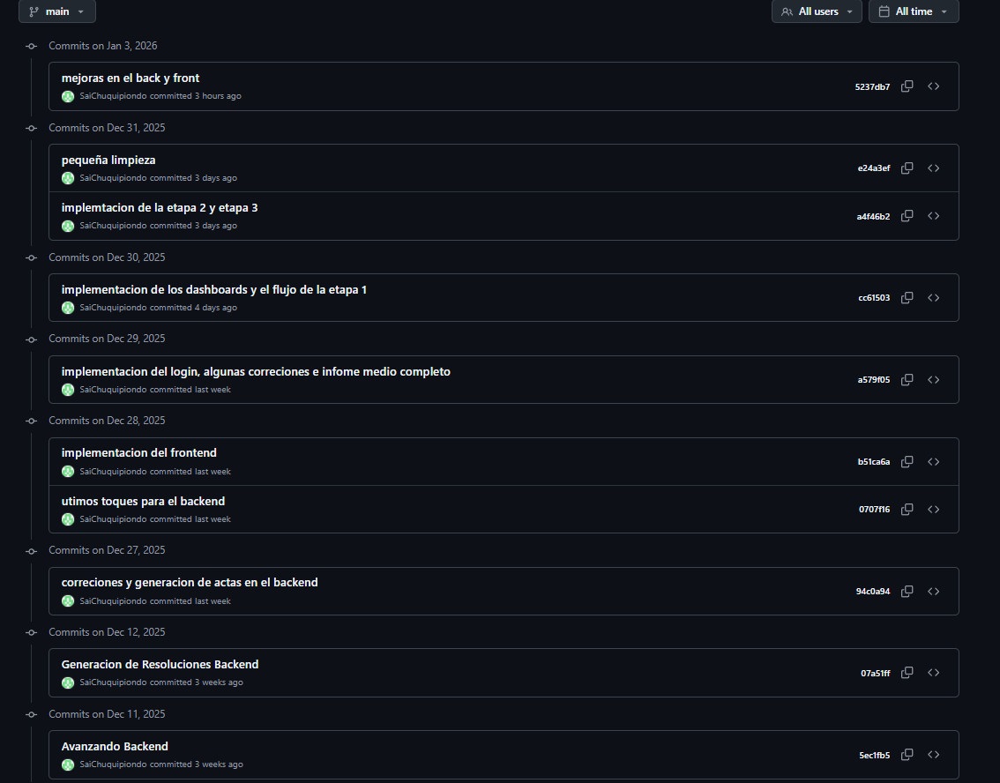 main
All users
All time
Commits on Jan 3, 2026
mejoras en el back y front
5237db7
SaiChuquipiondo committed 3 hours ago
Commits on Dec 31, 2025
pequeña limpieza
e24a3ef
SaiChuquipiondo committed 3 days ago
implemtacion de la etapa 2 y etapa 3
a4f46b2
SaiChuquipiondo committed 3 days ago
Commits on Dec 30, 2025
implementacion de los dashboards y el flujo de la etapa 1
cc61503
SaiChuquipiondo committed 4 days ago
Commits on Dec 29, 2025
implementacion del login, algunas correciones e infome medio completo
a579f05
SaiChuquipiondo committed last week
Commits on Dec 28, 2025
implementacion del frontend
b51ca6a
SaiChuquipiondo committed last week
utimos toques para el backend
0707f16
SaiChuquipiondo committed last week
Commits on Dec 27, 2025
correciones y generacion de actas en el backend
94c0a94
SaiChuquipiondo committed last week
Commits on Dec 12, 2025
Generacion de Resoluciones Backend
07a51ff
SaiChuquipiondo committed 3 weeks ago
Commits on Dec 11, 2025
Avanzando Backend
5ec1fb5
SaiChuquipiondo committed 3 weeks ago